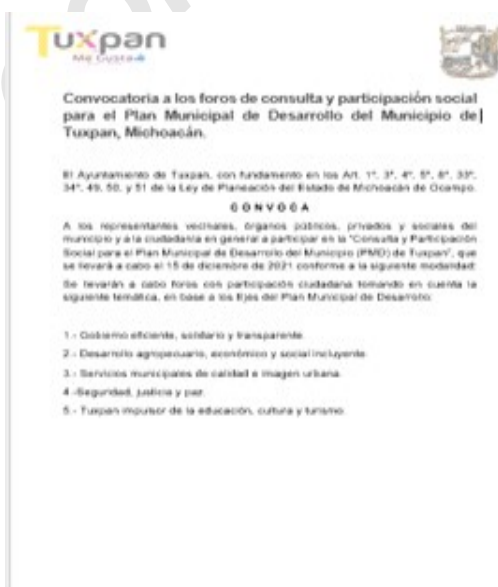 Tuxpan
Me Gusta
Convocatoria a los foros de consulta y participación social
para el Plan Municipal de Desarrollo del Municipio de
Tuxpan, Michoacán.
El Ayuntamiento de Tuxpan, con fundamento en los Art. 1°, 3°, 4°, 5°, 8°, 33°,
34°, 49, 50, y 51 de la Ley de Planeación del Estado de Michoacán de Ocampo.
CONVOCA
A los representantes vecinales, órganos públicos, privados y sociales del
municipio y a la ciudadanía en general a participar en la "Consulta y Participación
Social para el Plan Municipal de Desarrollo del Municipio (PMD) de Tuxpan", que
se llevará a cabo el 15 de diciembre de 2021 conforme a la siguiente modalidad:
Se llevarán a cabo foros con participación ciudadana tomando en cuenta la
siguiente temática, en base a los Ejes del Plan Municipal de Desarrollo:
1.- Gobierno eficiente, solidario y transparente.
2.- Desarrollo agropecuario, económico y social incluyente.
3.- Servicios municipales de calidad e imagen urbana.
4.-Seguridad, justicia y paz.
5.- Tuxpan impulsor de la educación, cultura y turismo.